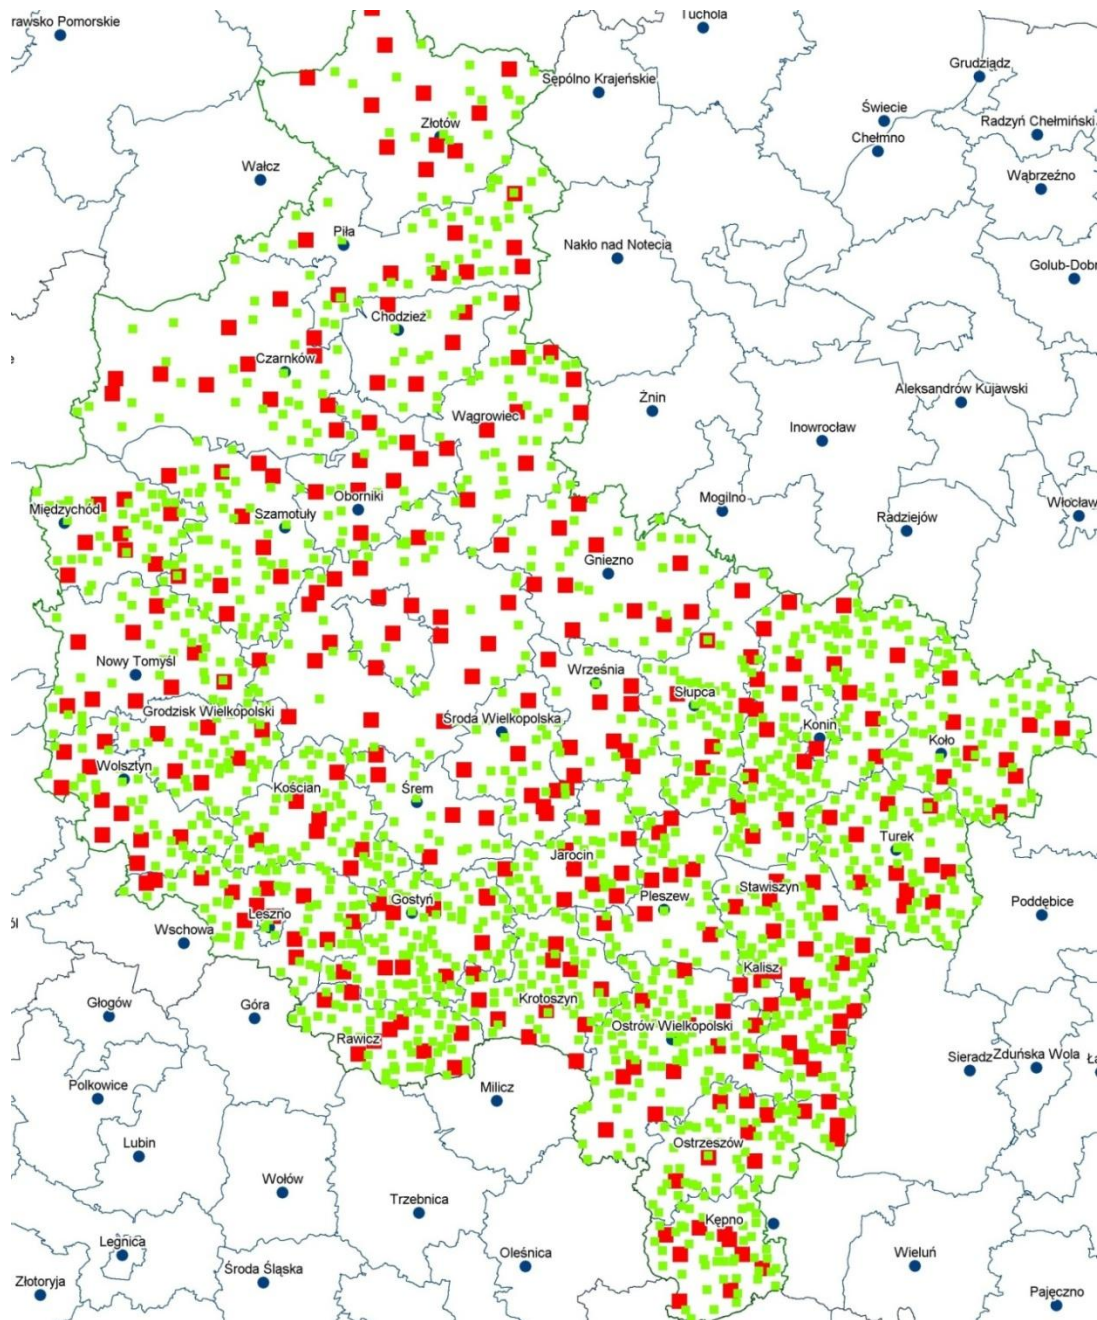 rawsko Pomorskie
Tuchola
Grudziądz
Sępólno Krajeńskie
Świecie
Radzyń Chełmiński
Złotów
Chełmno
Wałcz
Wąbrzeźno
Piła
Nakło nad Notecią
Golub-Dobr
Chodzież
Czarnków
e
Żnin
Aleksandrów Kujawski
Wągrowiec
Inowrocław
Międzychód
Oborniki
Szamotuły
Mogilno
Radziejów
Włocław
Gniezno
Nowy Tomyśl
Września
Słupca
Grodzisk Wielkopolski
Środa Wielkopolska
Konin
Koło
Wolsztyn
Kościan
Śrem
Turek
Jarocin
Stawiszyn
Pleszew
Gostyń
Leszno
Poddębice
ól
Wschowa
Kalisz
Głogów
Góra
Krotoszyn
Ostrów Wielkopolski
Rawicz
Sieradz
Zduńska Wola
Ła
Polkowice
Milicz
Lubin
Ostrzeszów
Wołów
Trzebnica
Kępno
Legnica
Oleśnica
Wieluń
Złotoryja
Środa Śląska
Pajęczno